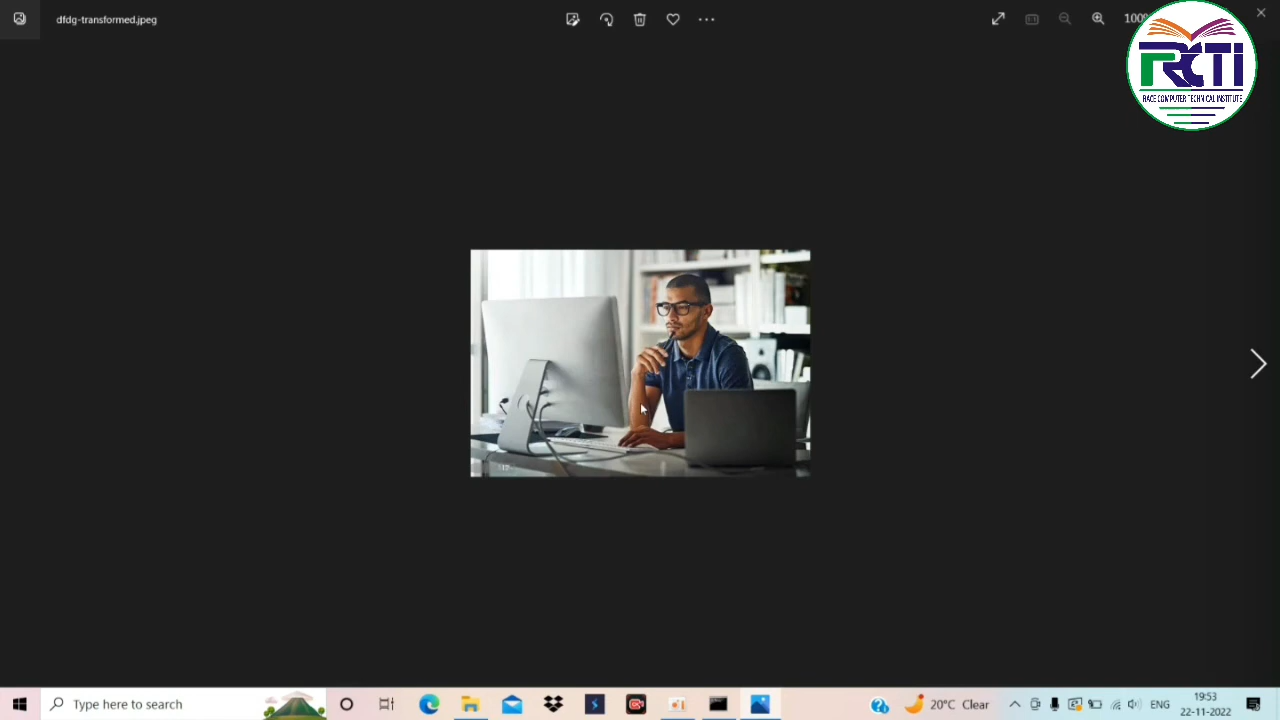 dfdg-transformed.jpeg
100%
RCTI
RACE COMPUTER TECHNICAL INSTITUTE
Type here to search
20°C Clear
ENG
19:53
22-11-2022